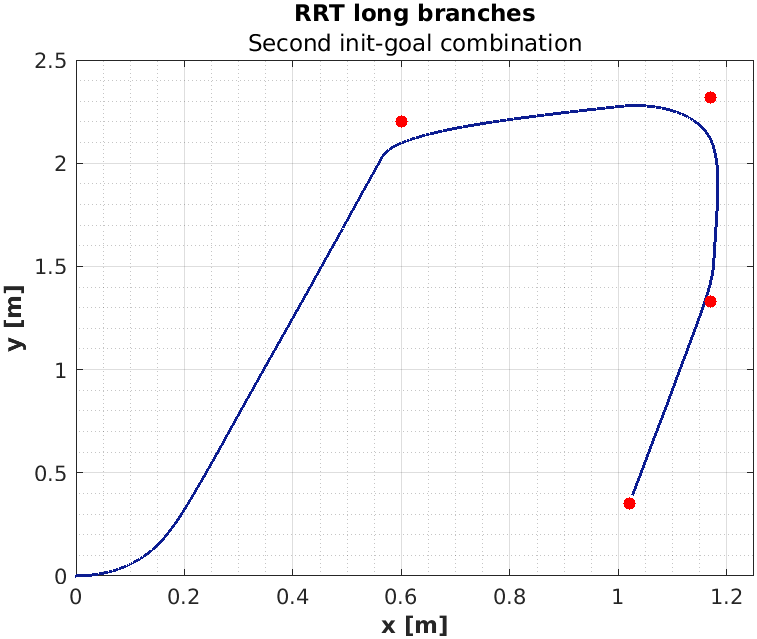 RRT long branches
Second init-goal combination
2.5
2
1.5
1
0.5
0
0 0.2 0.4 0.6 0.8 1 1.2
x [m]
y [m]